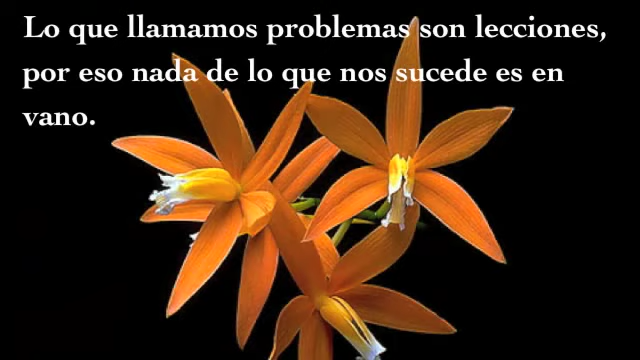 Lo que llamamos problemas son lecciones,
por eso nada de lo que nos sucede es en
vano.